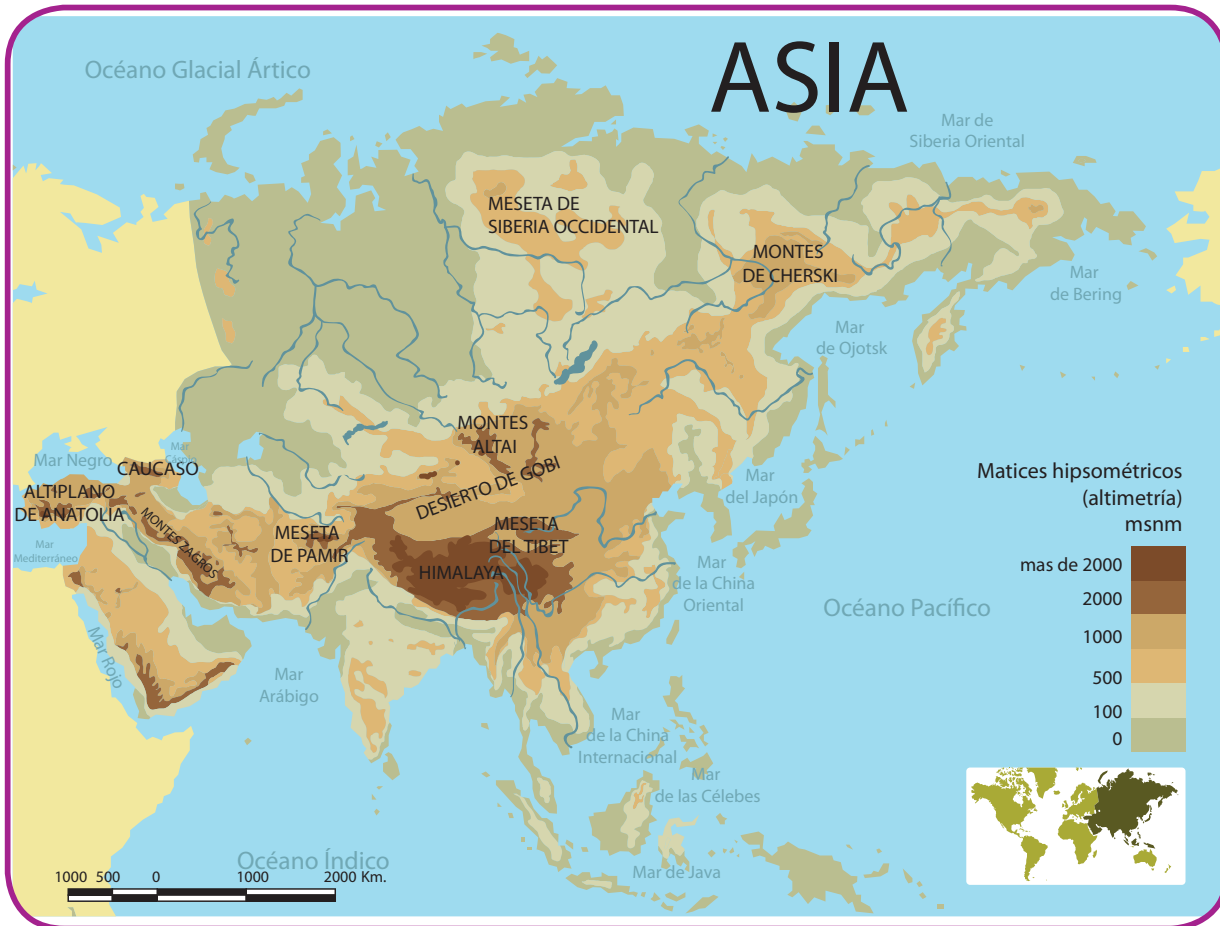 ASIA
Océano Glacial Ártico
Mar de
Siberia Oriental
MESETA DE
SIBERIA OCCIDENTAL
MONTES
DE CHERSKI
Mar
de Bering
Mar
de Ojotsk
MONTES
ALTAI
Mar Negro
Mar
Cáspio
CAUCASO
DESIERTO DE GOBI
Mar
del Japón
ALTIPLANO
DE ANATOLIA
MONTES ZAGROS
MESETA
DE PAMIR
MESETA
DEL TIBET
Mar
Mediterráneo
HIMALAYA
Mar
de la China
Oriental
Océano Pacífico
Mar Rojo
Mar
Arábigo
Mar
de la China
Internacional
Mar
de las Célebes
Océano Índico
Mar de Java
Matices hipsométricos
(altimetría)
msnm
mas de 2000
2000
1000
500
100
0
1000 500 0 1000 2000 Km.